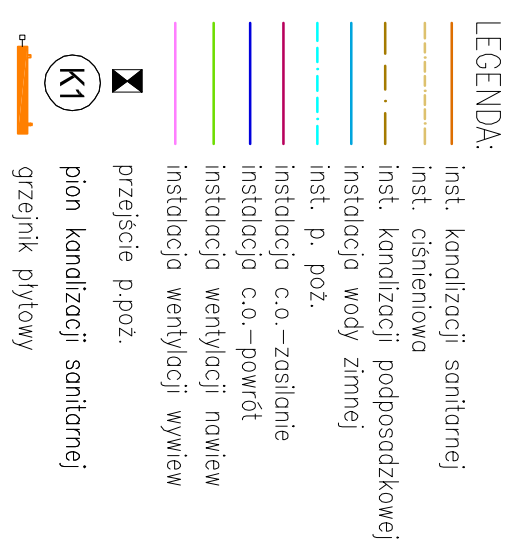 LEGENDA:
inst. kanalizacji sanitarnej
inst. ciśnieniowa
inst. kanalizacji podposadzkowej
instalacja wody zimnej
inst. p. poż.
instalacja c.o.–zasilanie
instalacja c.o.–powrót
instalacja wentylacji nawiew
instalacja wentylacji wywiew
przejście p.poż.
K1 pion kanalizacji sanitarnej
grzejnik płytowy